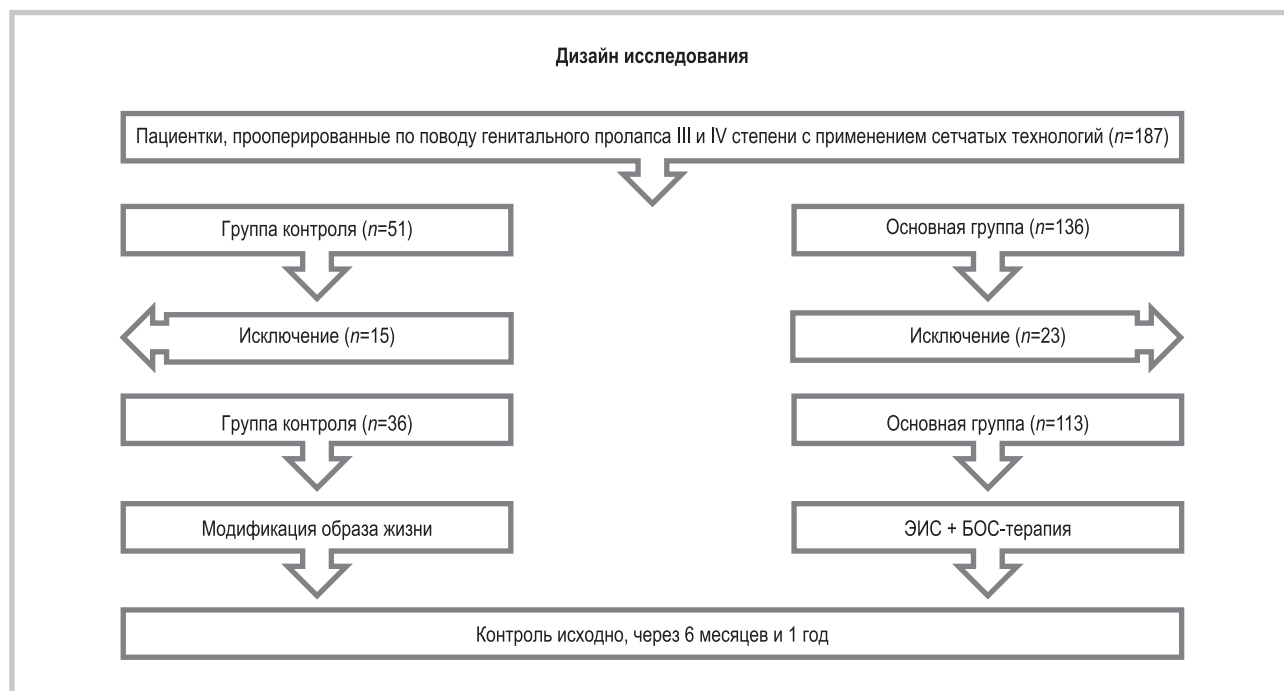 Дизайн исследования
Пациентки, прооперированные по поводу генитального пролапса III и IV степени с применением сетчатых технологий (n=187)
Группа контроля (n=51)
Основная группа (n=136)
Исключение (n=15)
Исключение (n=23)
Группа контроля (n=36)
Основная группа (n=113)
Модификация образа жизни
ЭИС + БОС-терапия
Контроль исходно, через 6 месяцев и 1 год